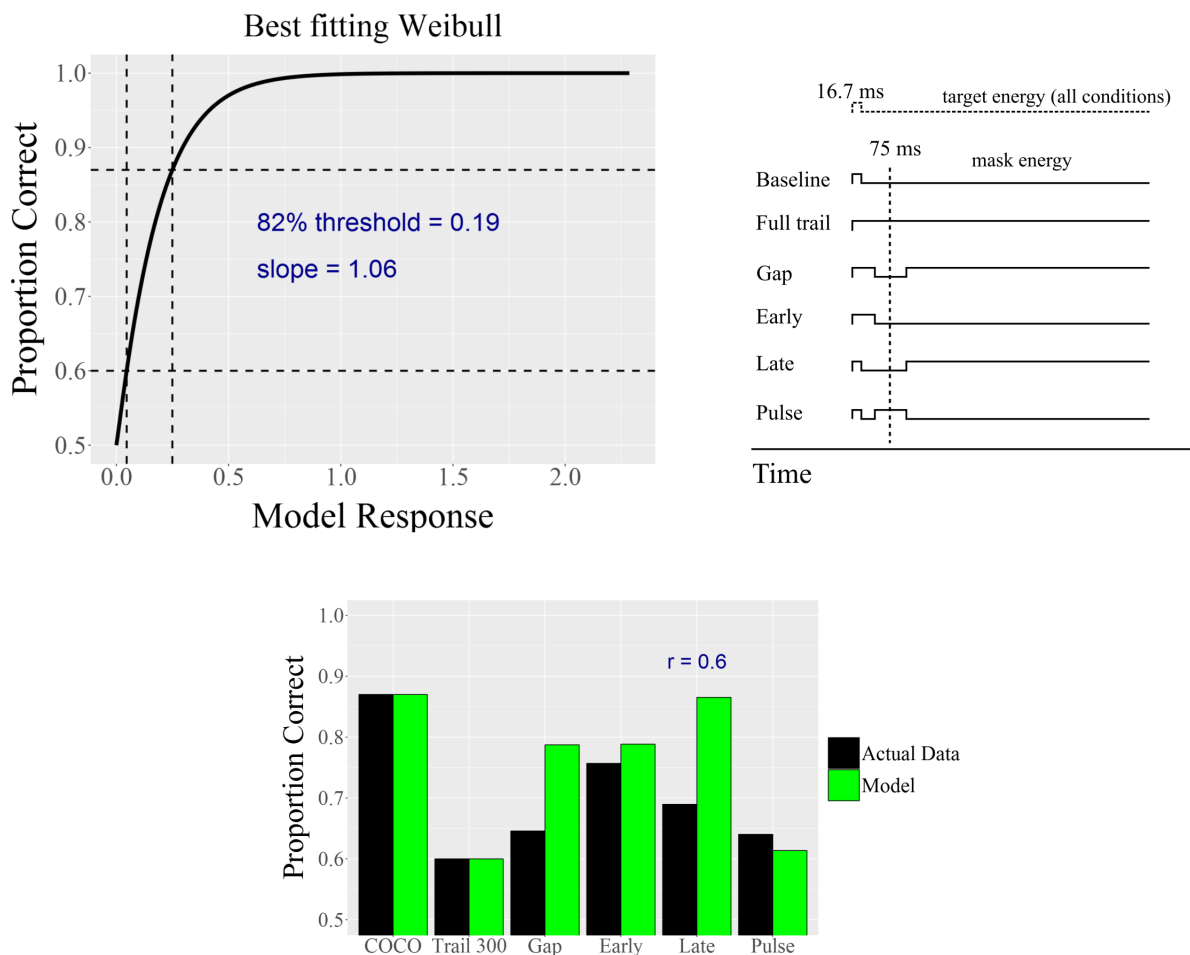 Best fitting Weibull
Proportion Correct
1.0
0.9
0.8
0.7
0.6
0.5
82% threshold = 0.19
slope = 1.06
0.0 0.5 1.0 1.5 2.0
Model Response
16.7 ms
target energy (all conditions)
75 ms
mask energy
Baseline
Full trail
Gap
Early
Late
Pulse
Time
Proportion Correct
1.0
0.9
0.8
0.7
0.6
0.5
r = 0.6
COCO Trail 300 Gap Early Late Pulse
Actual Data
Model